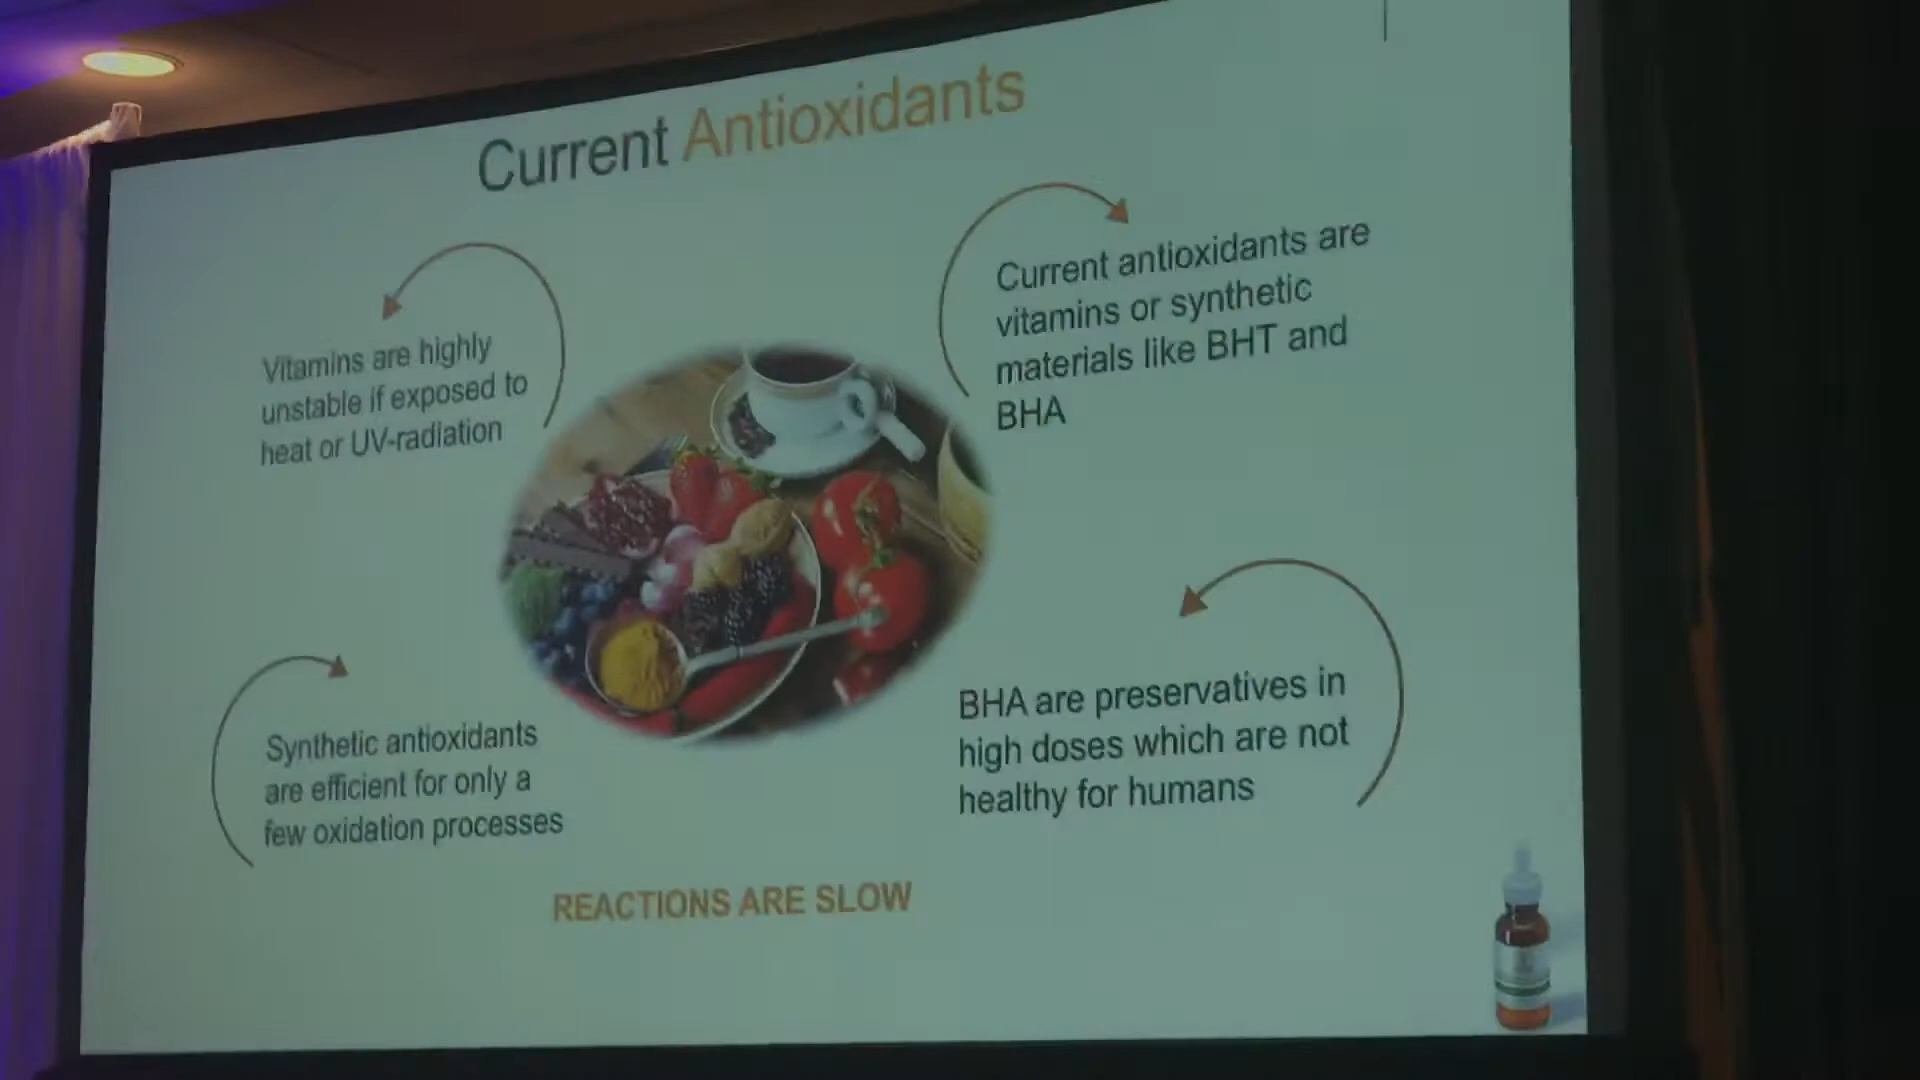 Current Antioxidants
Vitamins are highly
unstable if exposed to
heat or UV-radiation
Current antioxidants are
vitamins or synthetic
materials like BHT and
BHA
Synthetic antioxidants
are efficient for only a
few oxidation processes
BHA are preservatives in
high doses which are not
healthy for humans
REACTIONS ARE SLOW